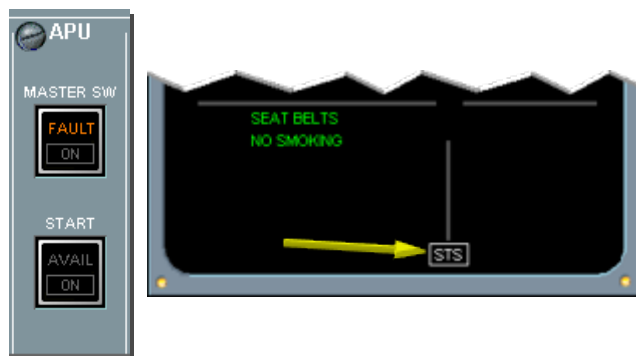 APU
MASTER SW
FAULT
ON
START
AVAIL
ON
SEAT BELTS
NO SMOKING
STS